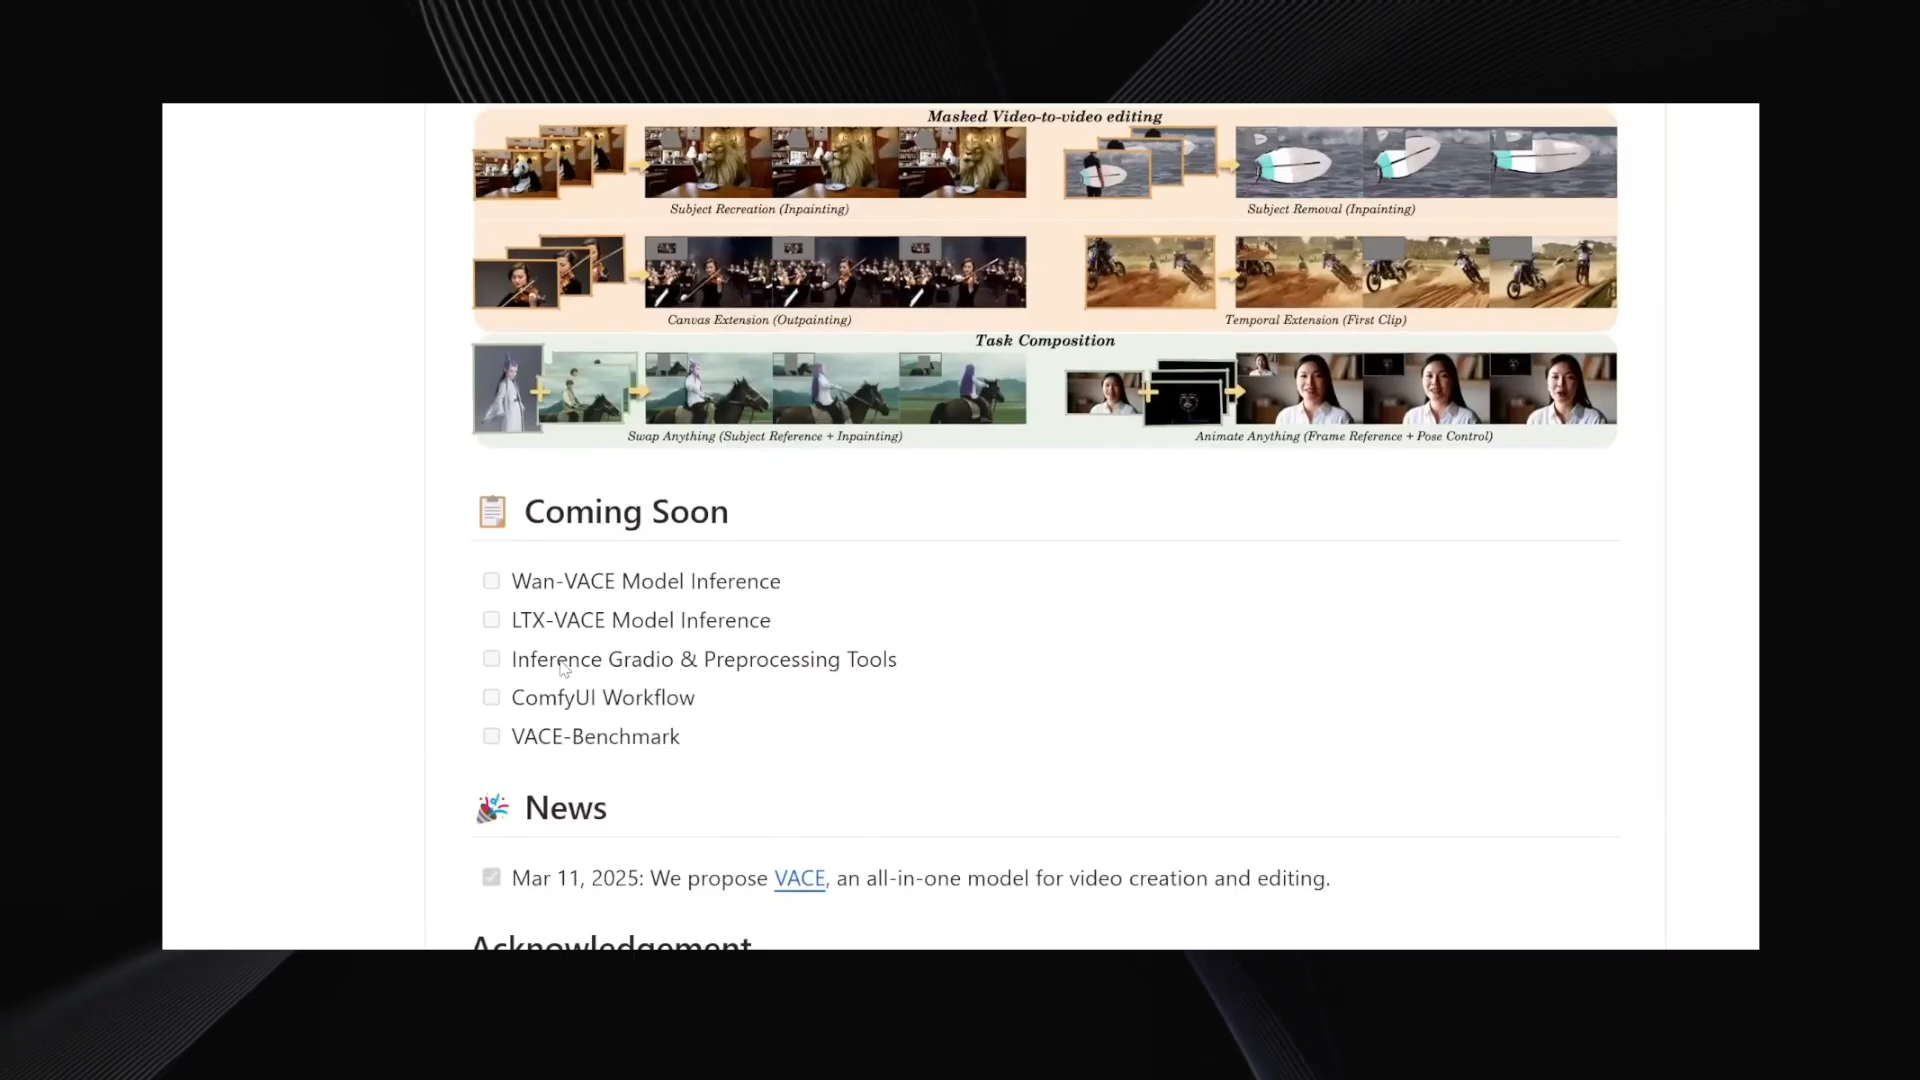 Masked Video-to-video editing
Subject Recreation (Inpainting)
Subject Removal (Inpainting)
Canvas Extension (Outpainting)
Temporal Extension (First Clip)
Task Composition
Swap Anything (Subject Reference + Inpainting)
Animate Anything (Frame Reference + Pose Control)
Coming Soon
Wan-VACE Model Inference
LTX-VACE Model Inference
Inference Gradio & Preprocessing Tools
ComfyUI Workflow
VACE-Benchmark
News
Mar 11, 2025: We propose VACE, an all-in-one model for video creation and editing.
Acknowledgement